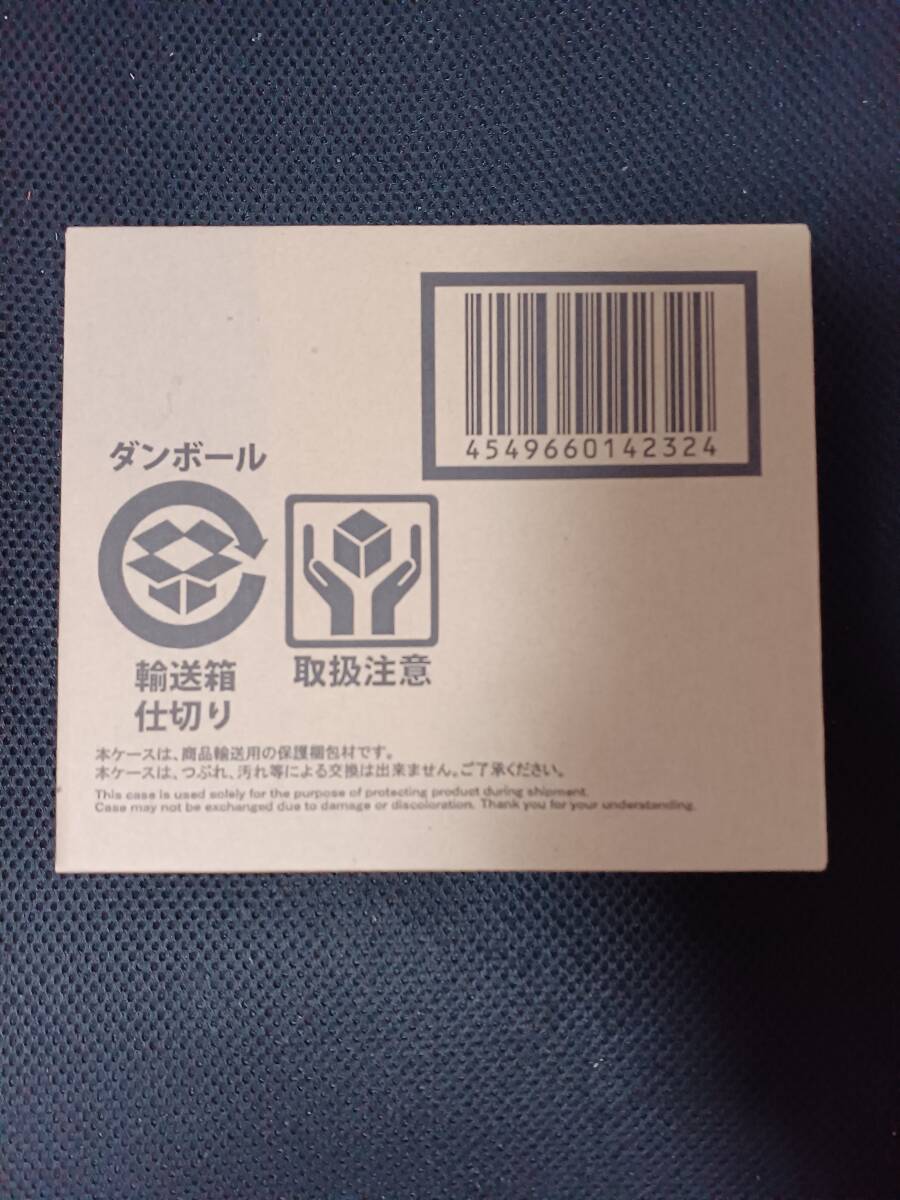 4549660142324
ダンボール
輸送箱
仕切り
取扱注意
本ケースは、商品輸送用の保護梱包材です。
本ケースは、つぶれ、汚れ等による交換は出来ません。ご了承ください。
This case is used solely for the purpose of protecting product during shipment.
Case may not be exchanged due to damage or discoloration. Thank you for your understanding.